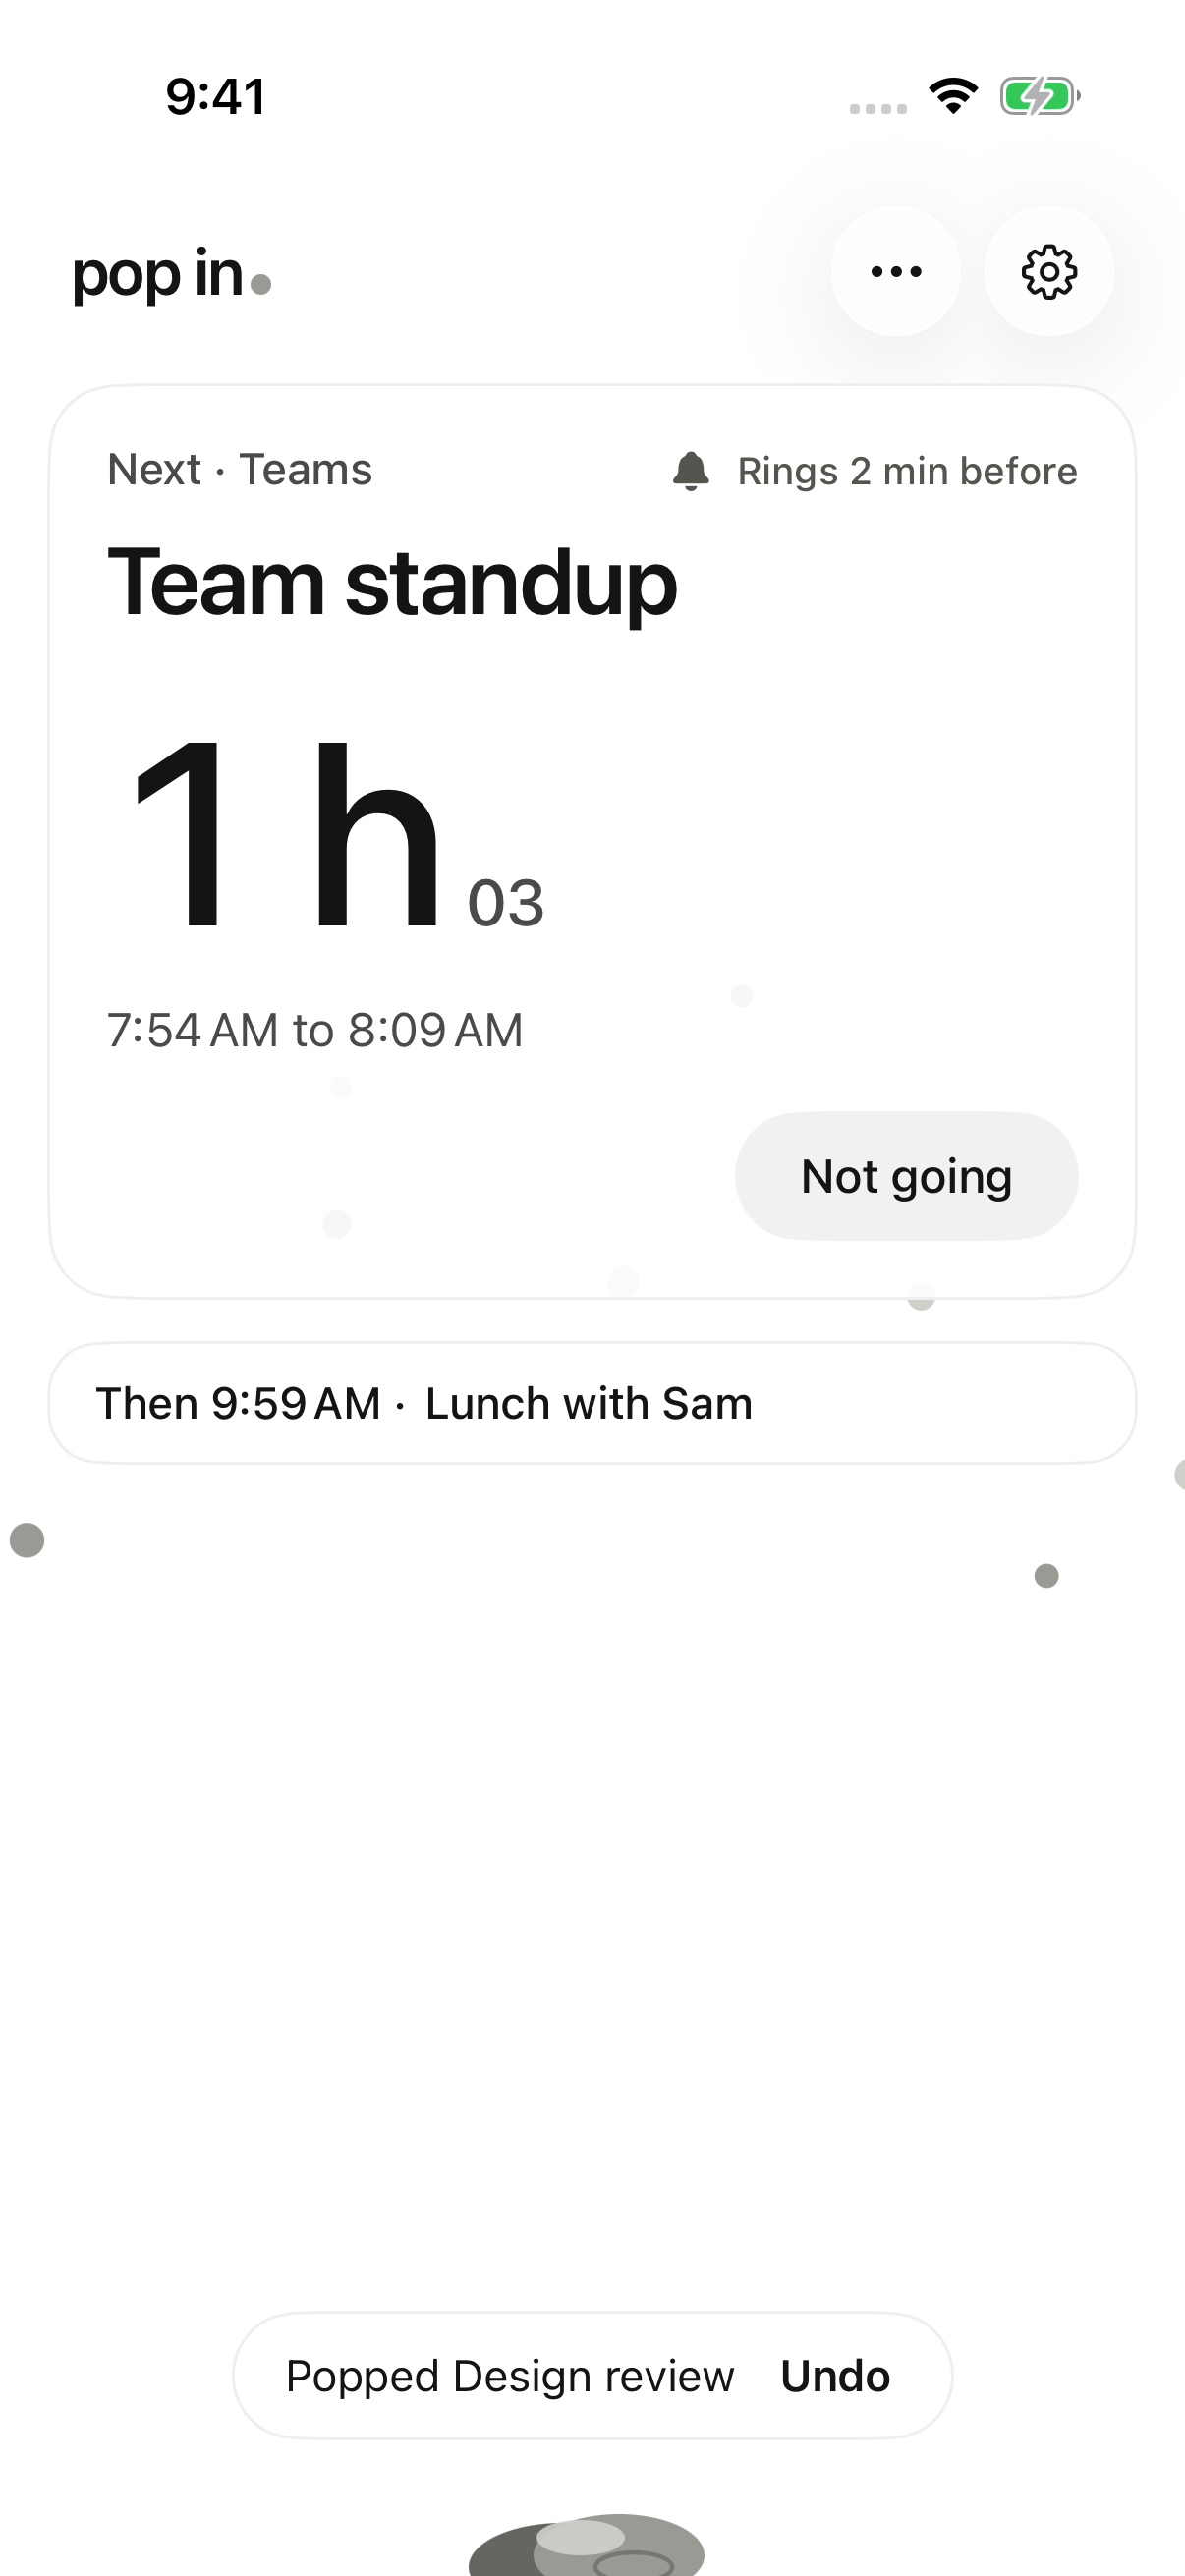 9:41
pop in
Next · Teams
Rings 2 min before
Team standup
1 h 03
7:54 AM to 8:09 AM
Not going
Then 9:59 AM · Lunch with Sam
Popped Design review Undo